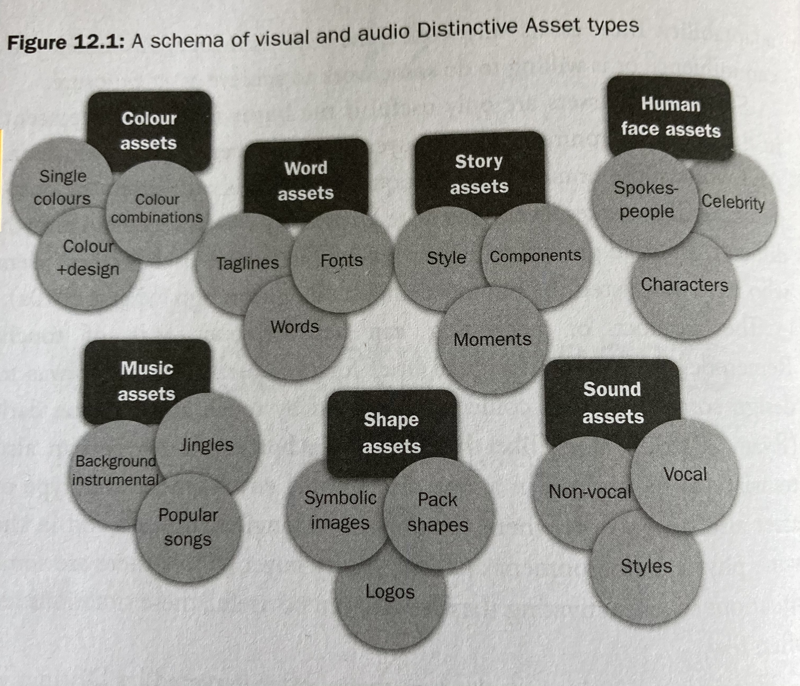 Figure 12.1: A schema of visual and audio Distinctive Asset types
Colour
assets
Single
colours
Colour
combinations
Colour
+design
Word
assets
Taglines
Fonts
Words
Story
assets
Style
Components
Moments
Human
face assets
Spokes-
people
Celebrity
Characters
Music
assets
Background
instrumental
Jingles
Popular
songs
Shape
assets
Symbolic
images
Pack
shapes
Logos
Sound
assets
Non-vocal
Vocal
Styles